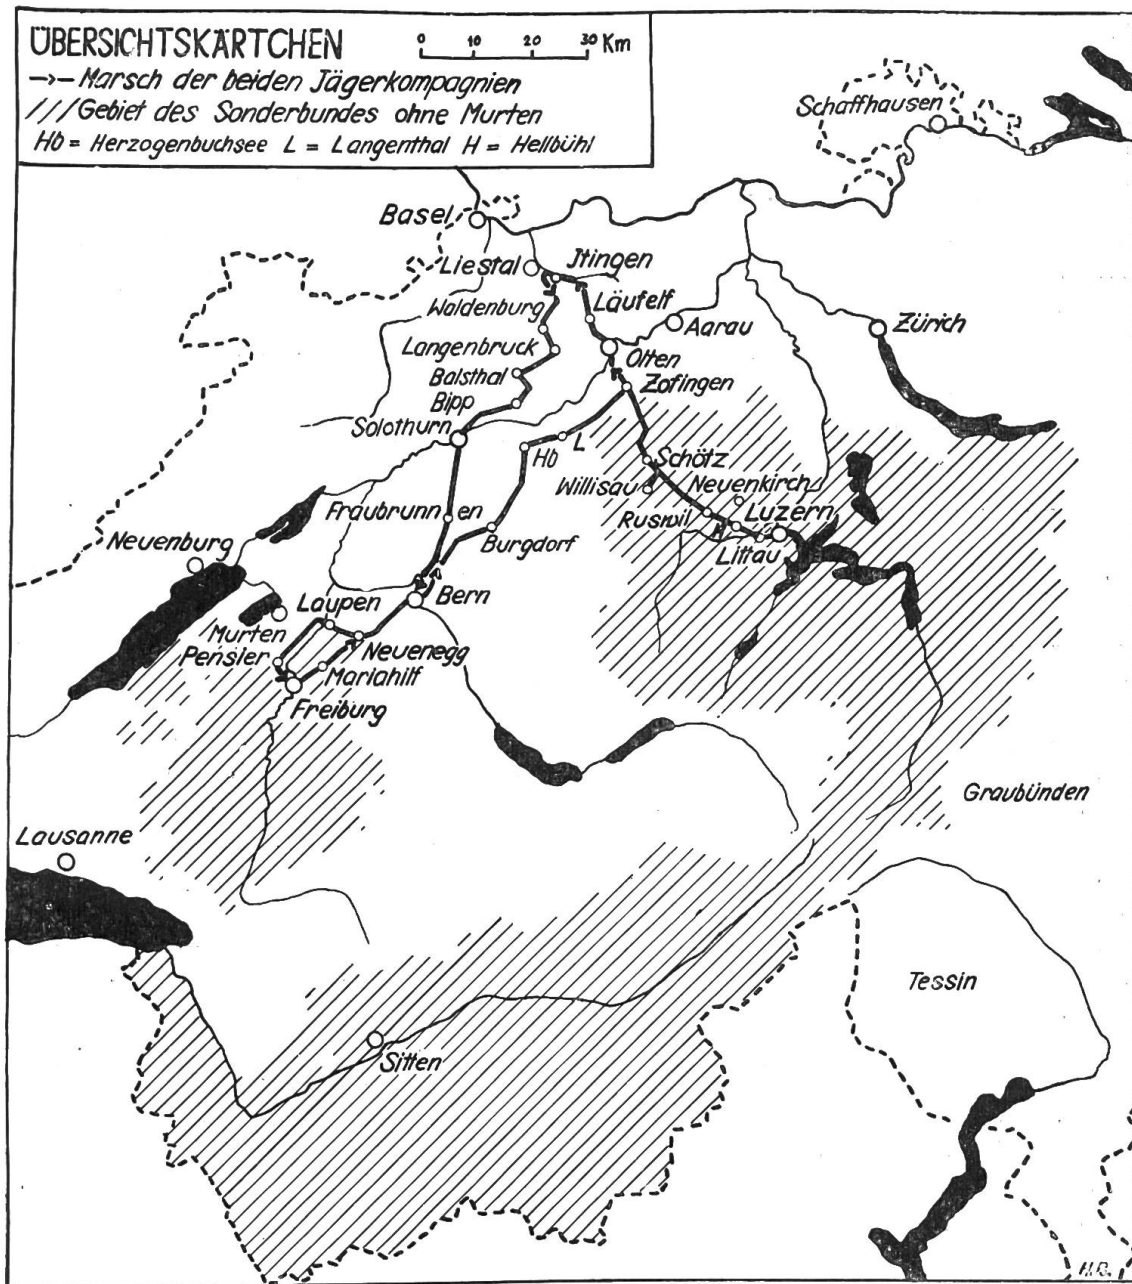 ÜBERSICHTSKÄRTCHEN 0 10 20 30 Km
→ Marsch der beiden Jägerkompagnien
/// Gebiet des Sonderbundes ohne Murten
Hb = Herzogenbuchsee L = Langenthal H = Hellbühl
Schaffhausen
Basel
Liestal
Jtingen
Waldenburg
Läufelf
Aarau
Zürich
Langenbruck
Olten
Balsthal
Zofingen
Bipp
Solothurn
Hb
L
Schötz
Willisau
Neuenkirch
Fraubrunnen
Ruswil
H
Luzern
Neuenburg
Burgdorf
Littau
Bern
Laupen
Murten
Pensier
Neuenegg
Mariahilf
Freiburg
Graubünden
Lausanne
Tessin
Sitten
H.B.